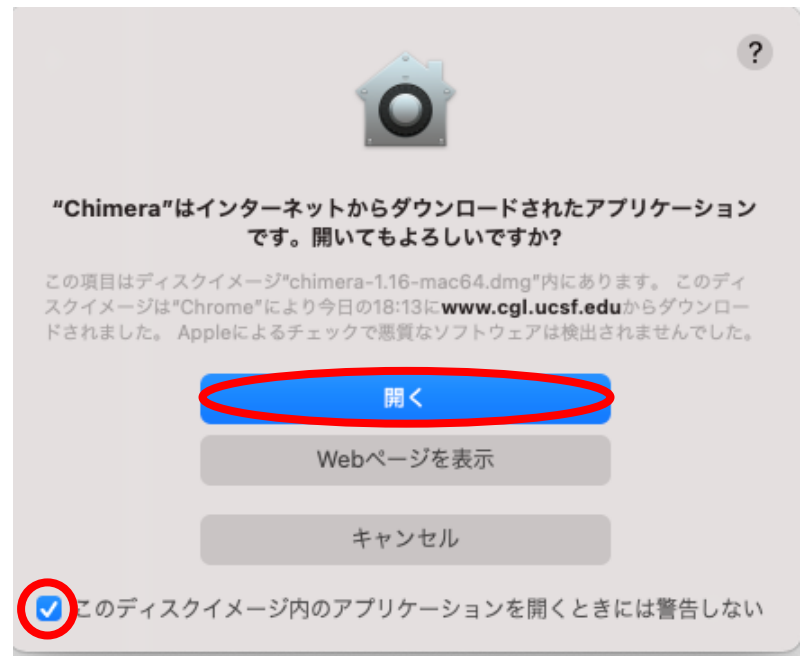 ?
“Chimera”はインターネットからダウンロードされたアプリケーション
です。開いてもよろしいですか?
この項目はディスクイメージ“chimera-1.16-mac64.dmg”内にあります。 このディ
スクイメージは“Chrome”により今日の18:13にwww.cgl.ucsf.eduからダウンロー
ドされました。 Appleによるチェックで悪質なソフトウェアは検出されませんでした。
開く
Webページを表示
キャンセル
このディスクイメージ内のアプリケーションを開くときには警告しない